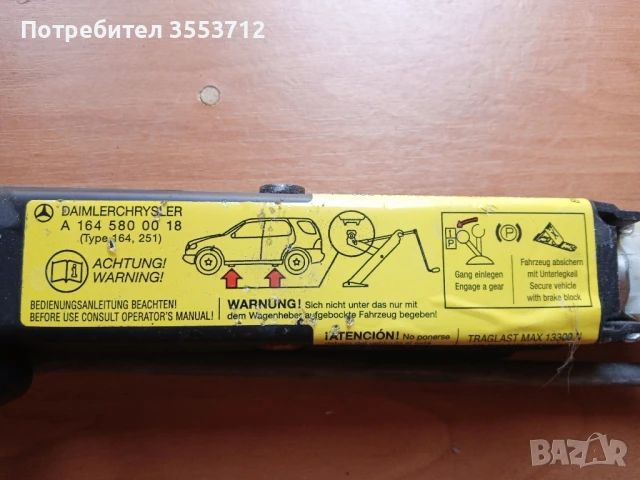 Потребител 3553712
DAIMLERCHRYSLER
A 164 580 00 18
(Type 164, 251)
ACHTUNG!
WARNING!
BEDIENUNGSANLEITUNG BEACHTEN!
BEFORE USE CONSULT OPERATOR'S MANUAL!
WARNUNG! Sich nicht unter das nur mit
dem Wagenheber aufgebockte Fahrzeug begeben!
¡ATENCIÓN! No ponerse
P
P
Gang einlegen
Engage a gear
Fahrzeug absichern
mit Unterlegkeil
Secure vehicle
with brake block
TRAGLAST MAX
BAZAR